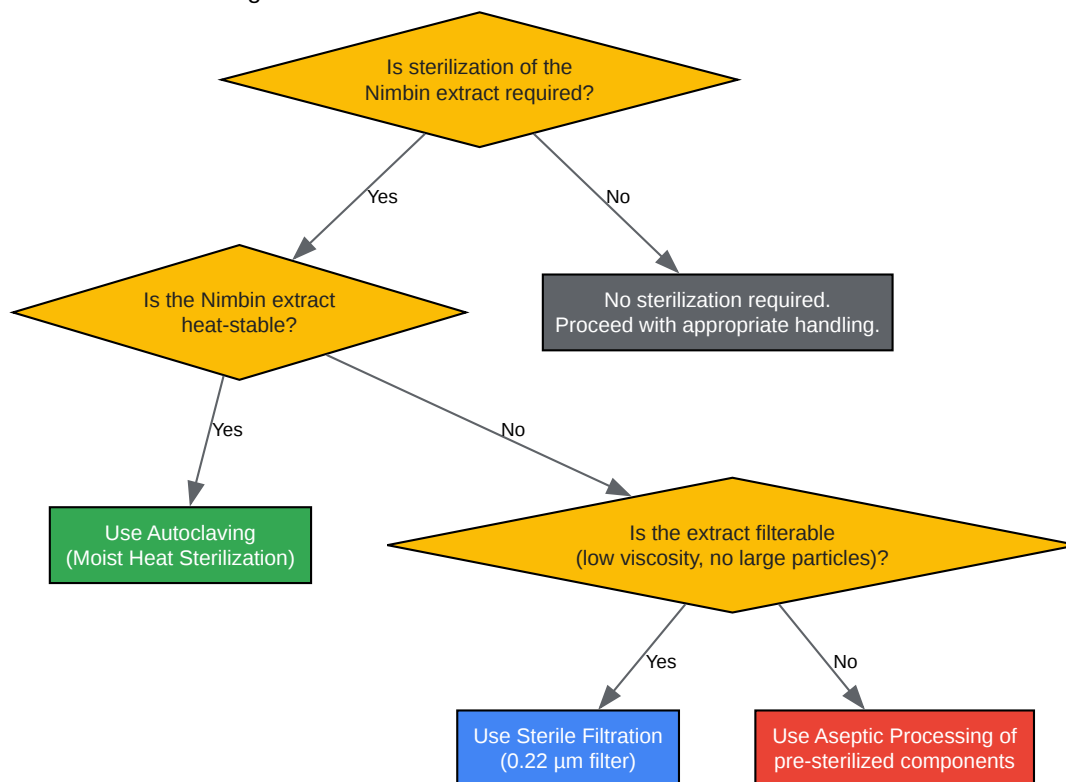 Is sterilization of the
Nimbin extract required?
Yes
No
Is the Nimbin extract
heat-stable?
No sterilization required.
Proceed with appropriate handling.
Yes
No
Use Autoclaving
(Moist Heat Sterilization)
Is the extract filterable
(low viscosity, no large particles)?
Yes
No
Use Sterile Filtration
(0.22 µm filter)
Use Aseptic Processing of
pre-sterilized components